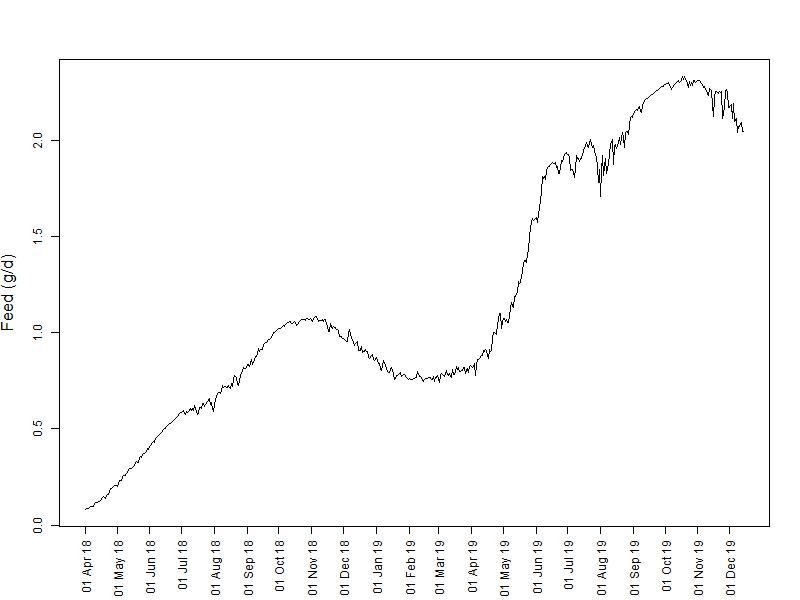 Feed (g/d)
2.0
1.5
1.0
0.5
0.0
01 Apr 18
01 May 18
01 Jun 18
01 Jul 18
01 Aug 18
01 Sep 18
01 Oct 18
01 Nov 18
01 Dec 18
01 Jan 19
01 Feb 19
01 Mar 19
01 Apr 19
01 May 19
01 Jun 19
01 Jul 19
01 Aug 19
01 Sep 19
01 Oct 19
01 Nov 19
01 Dec 19